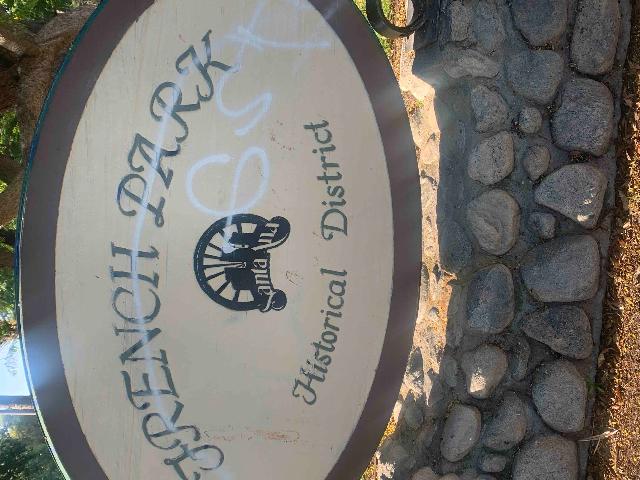 FRENCH PARK
Santa Ana
Historical District